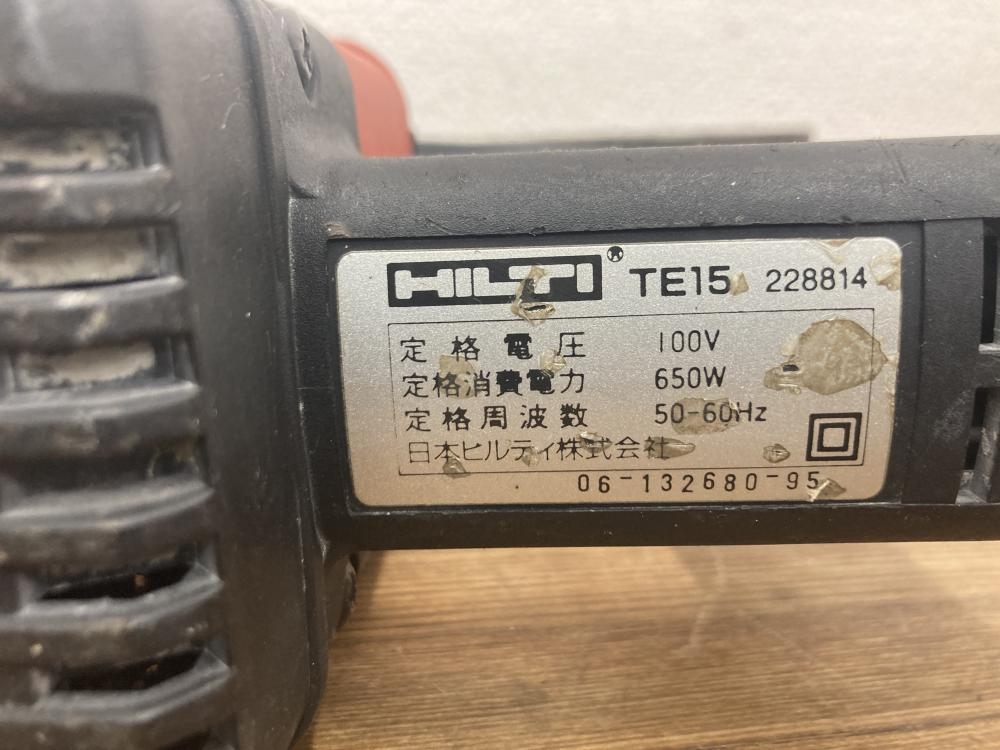 HILTI® TE15 228814
定格電圧 100V
定格消費電力 650W
定格周波数 50-60Hz
日本ヒルティ株式会社
06-132680-95